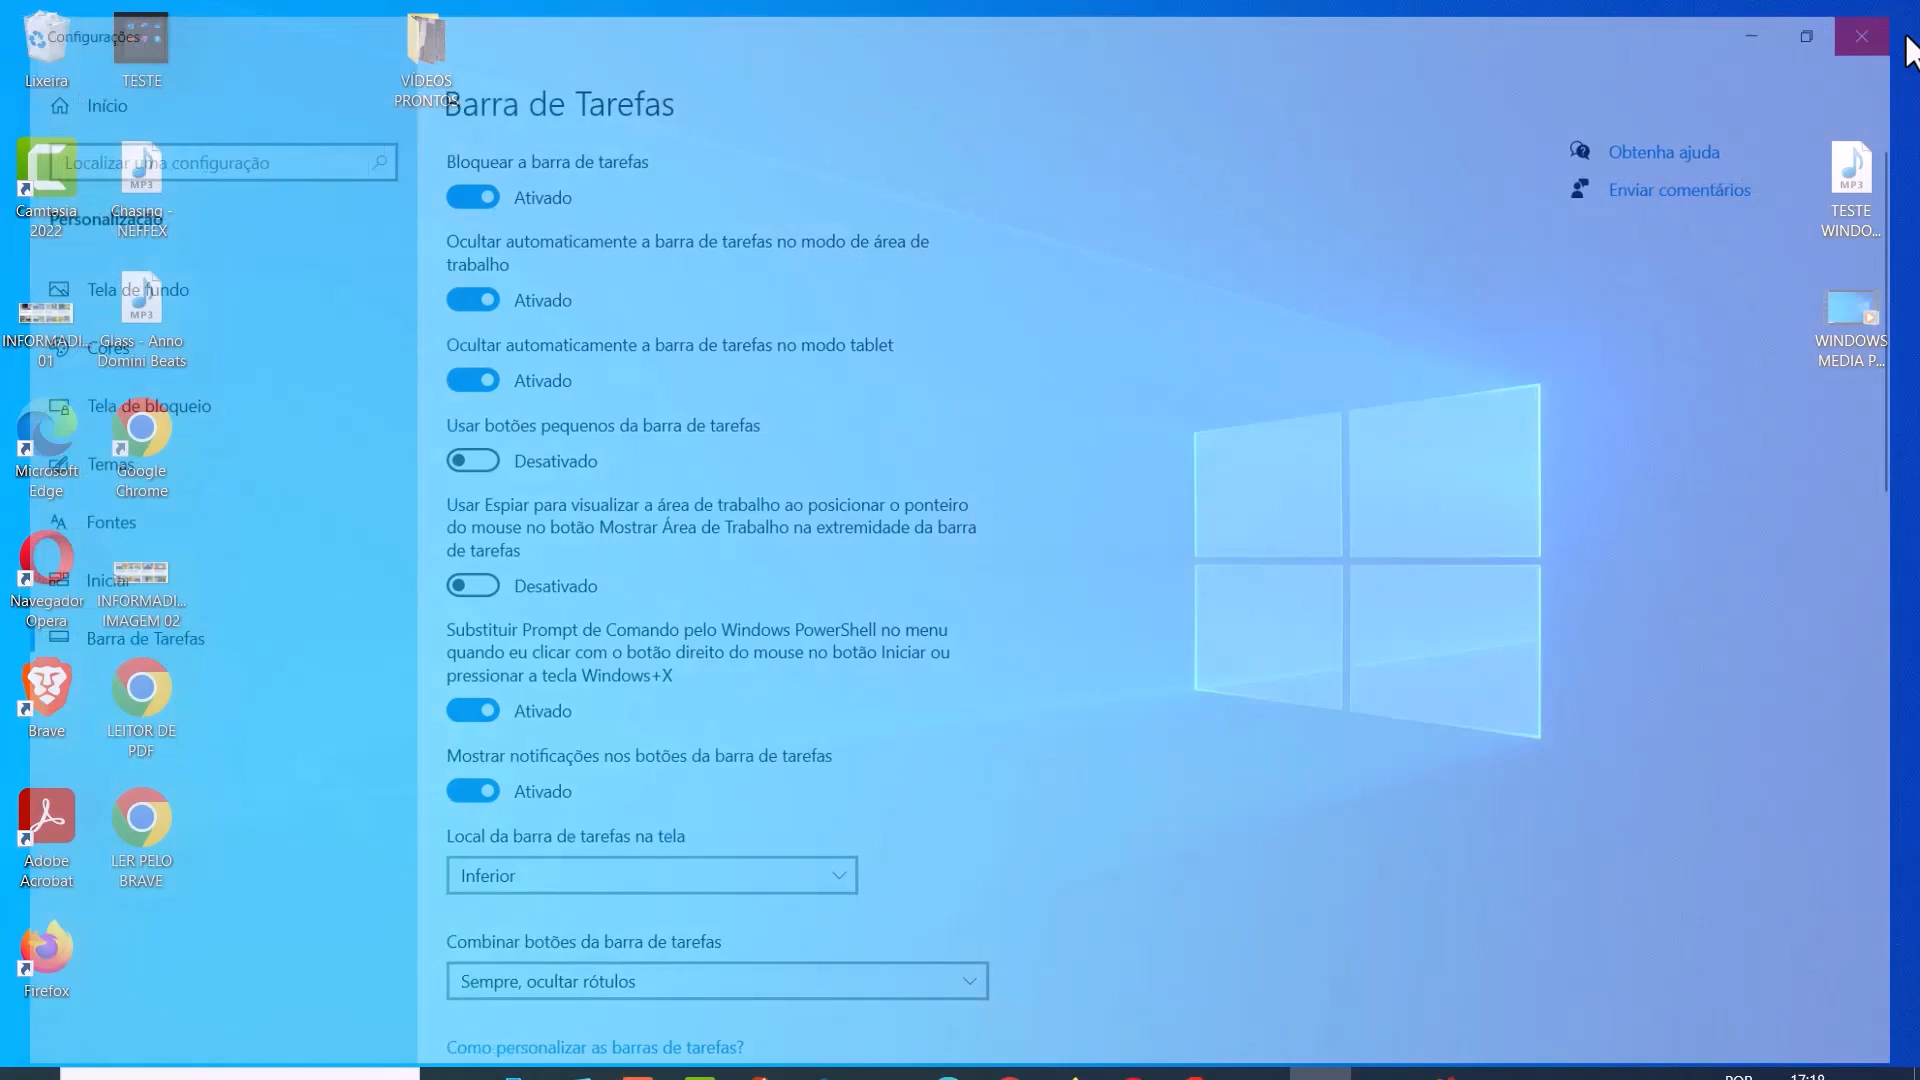 Configurações
Lixeira
TESTE
VÍDEOS
PRONTOS
Início
Localizar uma configuração
Camtasia
2022
MP3
Chasing -
NEFFEX
Personalização
Tela de fundo
INFORMADI...
01
MP3
Glass - Anno
Domini Beats
Cores
Tela de bloqueio
Microsoft
Edge
Google
Chrome
Temas
Fontes
Navegador
Opera
Iniciar
INFORMADI...
IMAGEM 02
Barra de Tarefas
Brave
LEITOR DE
PDF
Adobe
Acrobat
LER PELO
BRAVE
Firefox
Barra de Tarefas
Bloquear a barra de tarefas
Ativado
Ocultar automaticamente a barra de tarefas no modo de área de
trabalho
Ativado
Ocultar automaticamente a barra de tarefas no modo tablet
Ativado
Usar botões pequenos da barra de tarefas
Desativado
Usar Espiar para visualizar a área de trabalho ao posicionar o ponteiro
do mouse no botão Mostrar Área de Trabalho na extremidade da barra
de tarefas
Desativado
Substituir Prompt de Comando pelo Windows PowerShell no menu
quando eu clicar com o botão direito do mouse no botão Iniciar ou
pressionar a tecla Windows+X
Ativado
Mostrar notificações nos botões da barra de tarefas
Ativado
Local da barra de tarefas na tela
Inferior
Combinar botões da barra de tarefas
Sempre, ocultar rótulos
Como personalizar as barras de tarefas?
Obtenha ajuda
Enviar comentários
MP3
TESTE
WINDO...
WINDOWS
MEDIA P...
POR
17:18